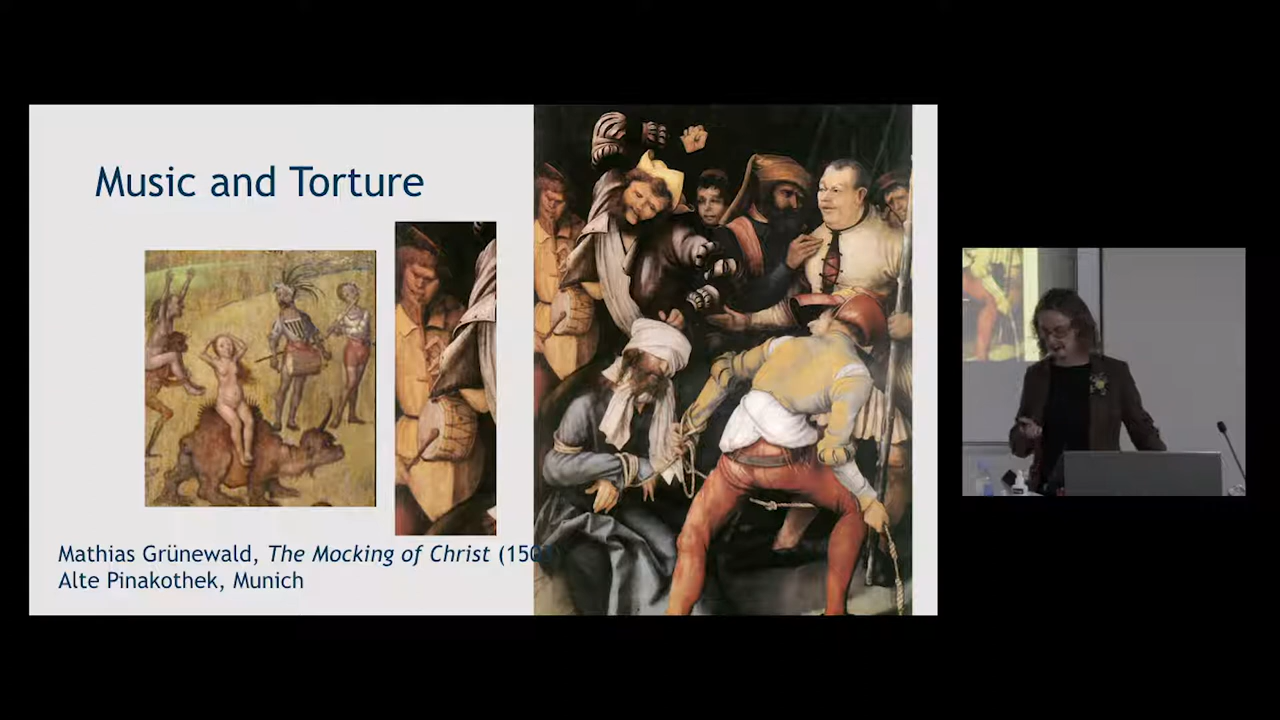 Music and Torture
Mathias Grünewald, The Mocking of Christ
Alte Pinakothek, Munich